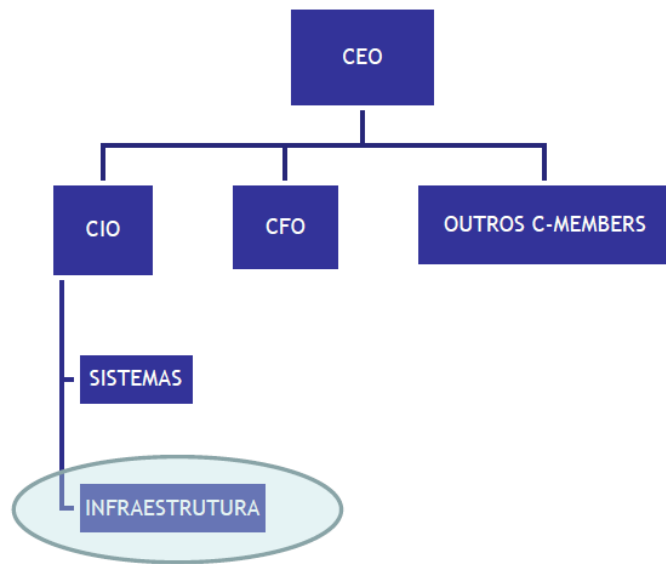 CEO
CIO
CFO
OUTROS C-MEMBERS
SISTEMAS
INFRAESTRUTURA